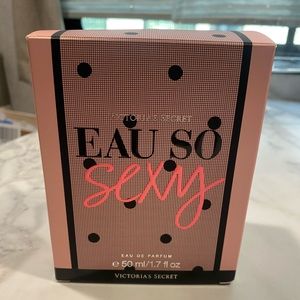 VICTORIA'S SECRET
EAU SO
sexy
EAU DE PARFUM
℮ 50 ml/1.7 fl oz
VICTORIA'S SECRET